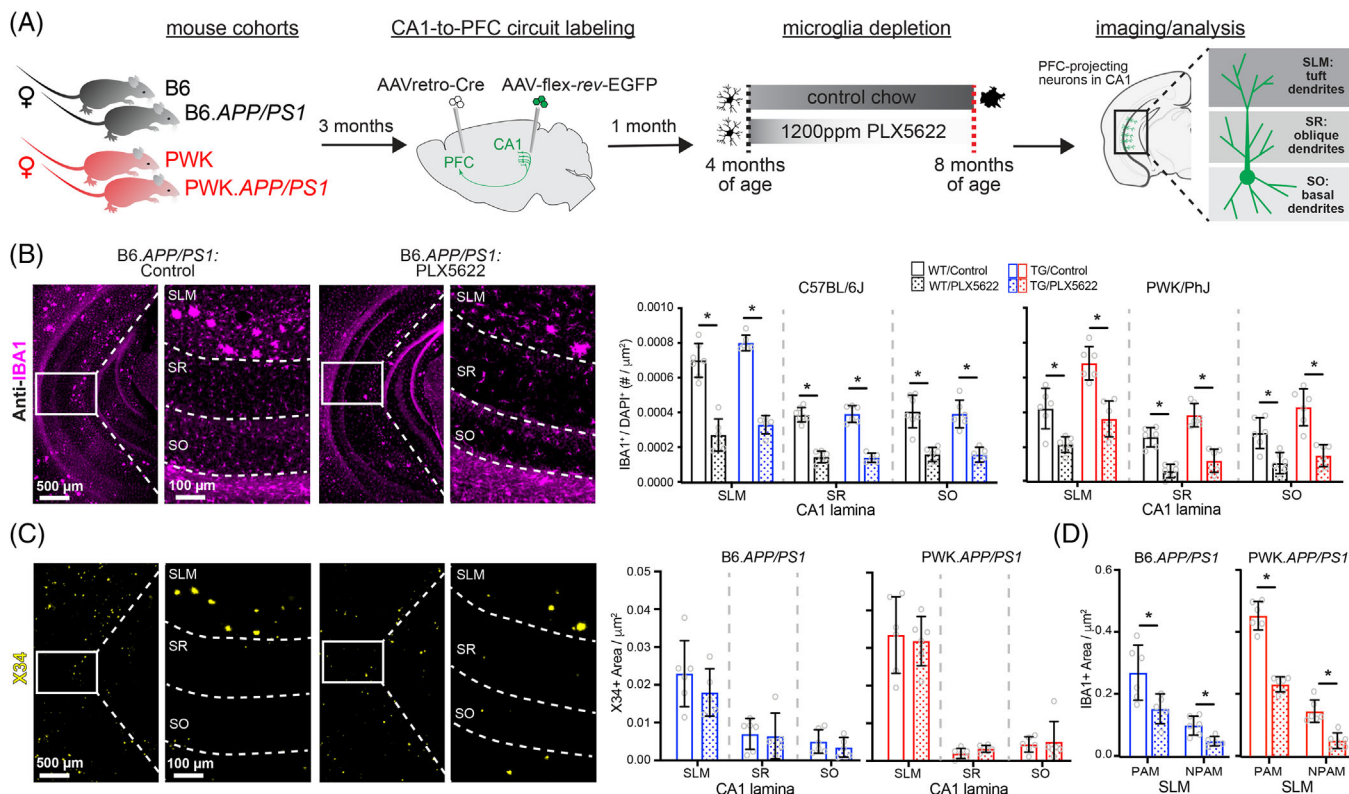 (A)
mouse cohorts
CA1-to-PFC circuit labeling
microglia depletion
imaging/analysis
♀
B6
B6.APP/PS1
♀
PWK
PWK.APP/PS1
3 months
AAVretro-Cre
AAV-flex-rev-EGFP
PFC
CA1
1 month
control chow
1200ppm PLX5622
4 months
of age
8 months
of age
PFC-projecting
neurons in CA1
SLM:
tuft
dendrites
SR:
oblique
dendrites
SO:
basal
dendrites
(B)
B6.APP/PS1:
Control
B6.APP/PS1:
PLX5622
Anti-IBA1
500 µm
SLM
SR
SO
100 µm
SLM
SR
SO
WT/Control
WT/PLX5622
TG/Control
TG/PLX5622
C57BL/6J
PWK/PhJ
IBA1⁺ / DAPI⁺ (# / µm²)
0.0010
0.0008
0.0006
0.0004
0.0002
0.0000
* * * * * *
SLM SR SO
CA1 lamina
* * * * * *
SLM SR SO
CA1 lamina
(C)
X34
500 µm
SLM
SR
SO
100 µm
SLM
SR
SO
B6.APP/PS1
PWK.APP/PS1
X34+ Area / µm²
0.05
0.04
0.03
0.02
0.01
0.00
SLM SR SO
CA1 lamina
SLM SR SO
CA1 lamina
(D)
B6.APP/PS1
PWK.APP/PS1
IBA1+ Area / µm²
0.6
0.4
0.2
0.0
* *
PAM NPAM
SLM
* *
PAM NPAM
SLM